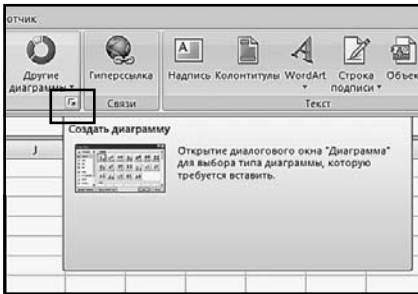 отчик
Другие диаграммы
Гиперссылка
Надпись
Колонтитулы
WordArt
Строка подписи
Объек
Связи
Текст
Создать диаграмму
J
Открытие диалогового окна "Диаграмма"
для выбора типа диаграммы, которую
требуется вставить.